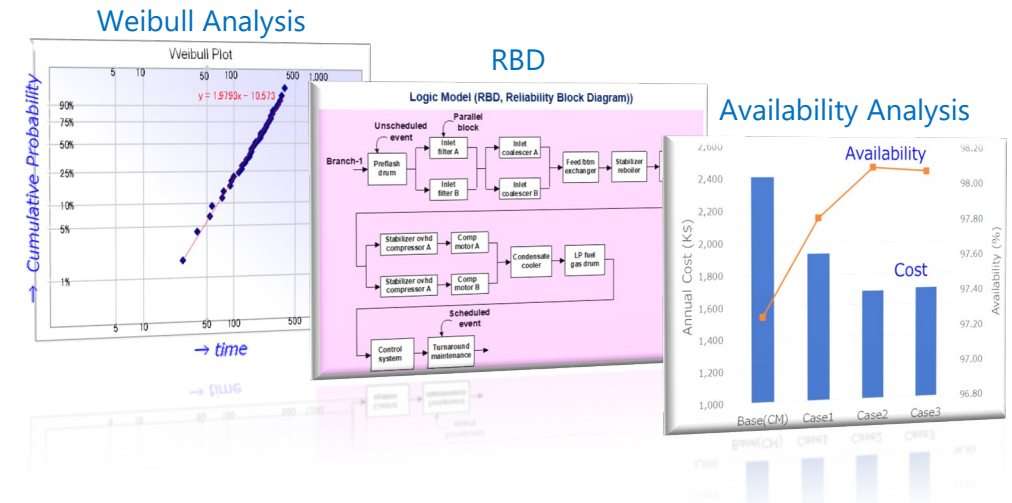 Weibull Analysis
RBD
Availability Analysis
Weibull Plot
5 10 50 100 500 1,000
y = 1.9793x − 10.573
90%
75%
50%
25%
10%
5%
1%
→ Cumulative Probability
5 10 50 100 500
→ time
Logic Model (RBD, Reliability Block Diagram))
Unscheduled
event
Parallel
block
Branch-1
Preflash
drum
Inlet
filter A
Inlet
filter B
Inlet
coalescer A
Inlet
coalescer B
Feed/btm
exchanger
Stabilizer
reboiler
Stabilizer ovhd
compressor A
Comp
motor A
Stabilizer ovhd
compressor A
Comp
motor B
Condensate
cooler
LP fuel
gas drum
Scheduled
event
Control
system
Turnaround
maintenance
Availability
Cost
Annual Cost (K$)
2,600
2,400
2,200
2,000
1,800
1,600
1,400
1,200
1,000
98.20
98.00
97.80
97.60
97.40
97.20
97.00
96.80
Availability (%)
Base(CM) Case1 Case2 Case3